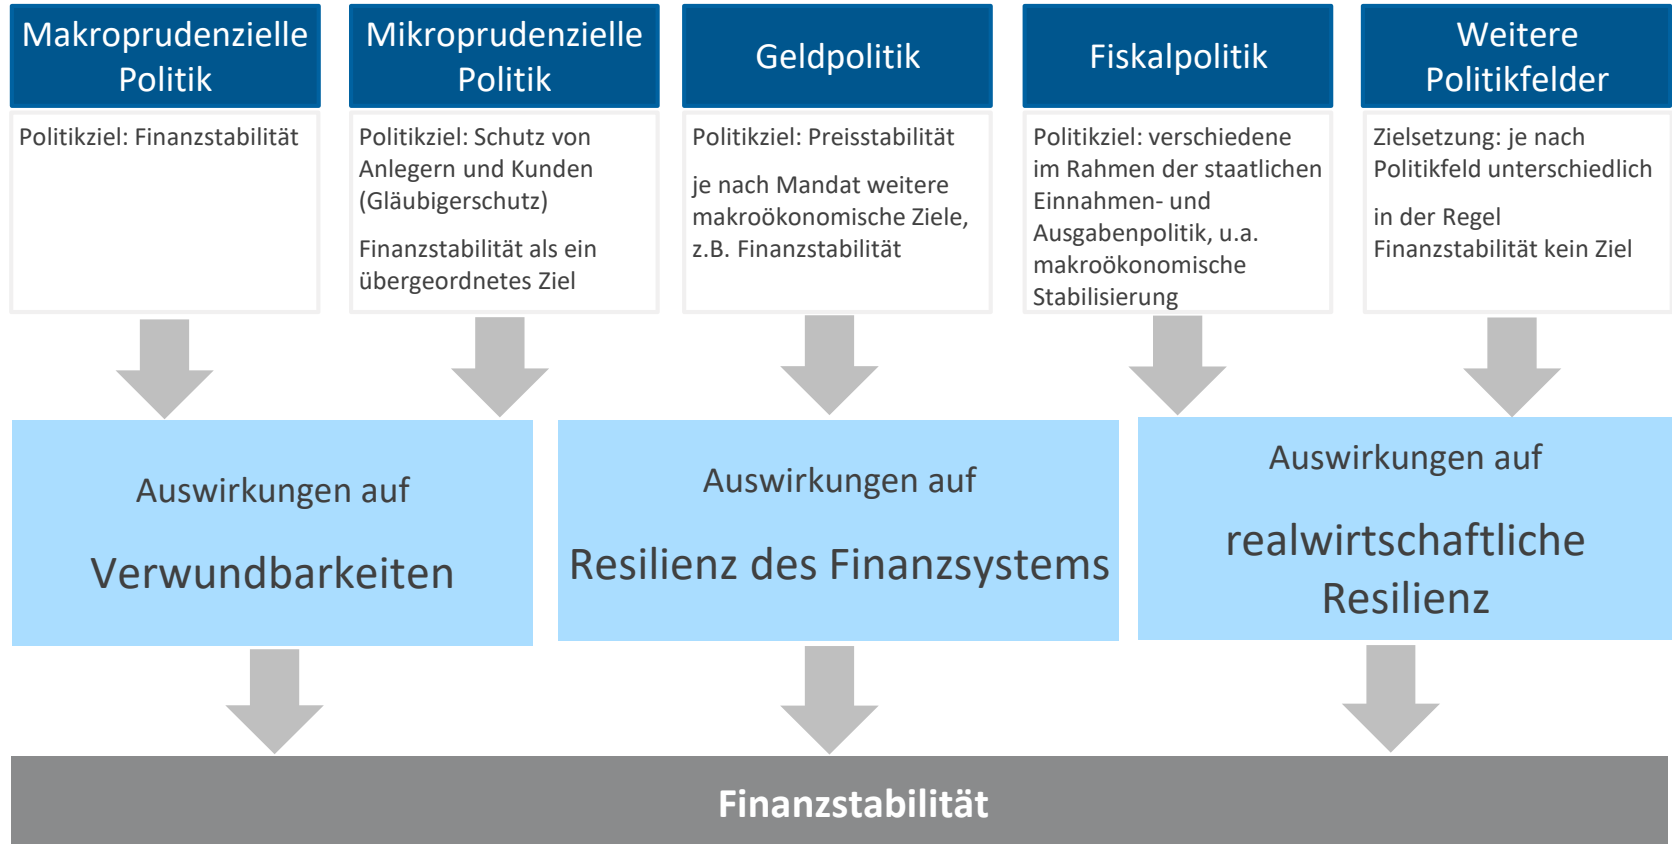 Makroprudenzielle
Politik
Mikroprudenzielle
Politik
Geldpolitik
Fiskalpolitik
Weitere
Politikfelder
Politikziel: Finanzstabilität
Politikziel: Schutz von
Anlegern und Kunden
(Gläubigerschutz)
Finanzstabilität als ein
übergeordnetes Ziel
Politikziel: Preisstabilität
je nach Mandat weitere
makroökonomische Ziele,
z.B. Finanzstabilität
Politikziel: verschiedene
im Rahmen der staatlichen
Einnahmen- und
Ausgabenpolitik, u.a.
makroökonomische
Stabilisierung
Zielsetzung: je nach
Politikfeld unterschiedlich
in der Regel
Finanzstabilität kein Ziel
Auswirkungen auf
Verwundbarkeiten
Auswirkungen auf
Resilienz des Finanzsystems
Auswirkungen auf
realwirtschaftliche
Resilienz
Finanzstabilität